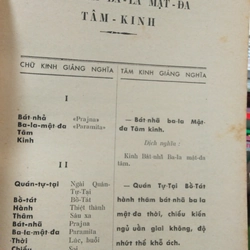 BA-LA MẬT-ĐA
TÂM-KINH
CHỮ KINH GIẢNG NGHĨA
TÂM-KINH GIẢNG NGHĨA
I
Bát-nhã «Prajna»
Ba-la-mật-đa «Paramita»
Tâm
Kinh
— Bát-nhã ba-la Mật-
đa Tâm kinh.
Dịch nghĩa :
Kinh Bát-Nhã Ba-la mật-đa
tâm.
II
Quán-tự-tại Ngài Quán-
Tự-Tại
Bồ-tát Bồ-Tát
Hành Thiệt thành
Thâm Sâu xa
Bát-nhã Prajna
Ba-la-mật-đa Paramita
Thời Lúc, buổi
Chiếu Soi
— Quán Tự-Tại Bồ-Tát
hành thâm bát-nhã ba-la
mật-đa thời, chiếu kiến
ngũ uẩn giai không, độ
nhứt thế khổ ách.